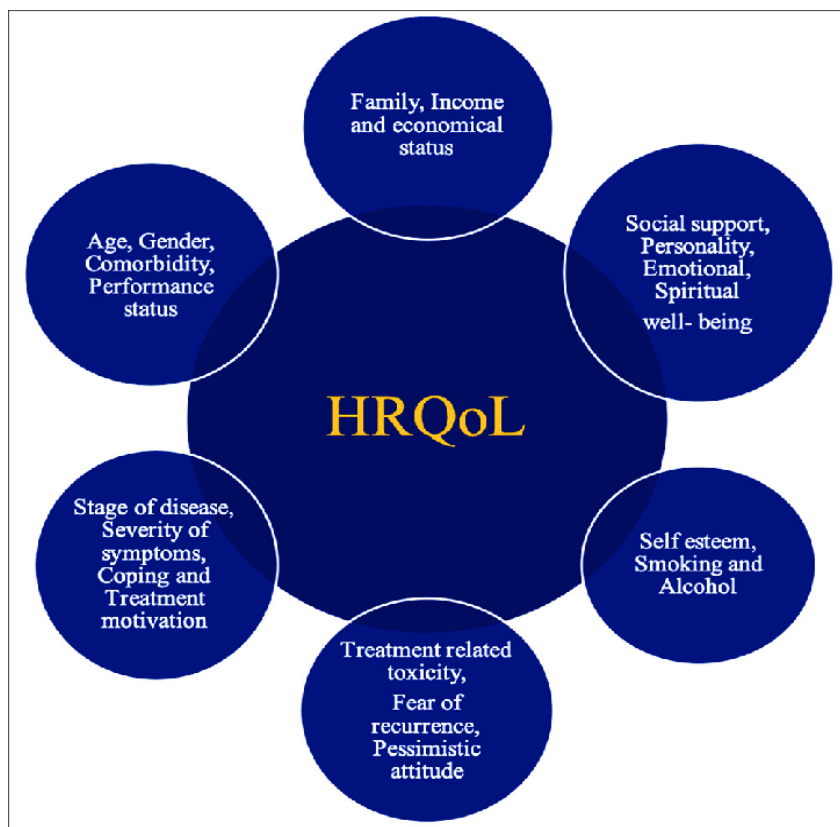 Family, Income
and economical
status
Age, Gender,
Comorbidity,
Performance
status
Social support,
Personality,
Emotional,
Spiritual
well- being
HRQoL
Stage of disease,
Severity of
symptoms,
Coping and
Treatment
motivation
Self esteem,
Smoking and
Alcohol
Treatment related
toxicity,
Fear of
recurrence,
Pessimistic
attitude